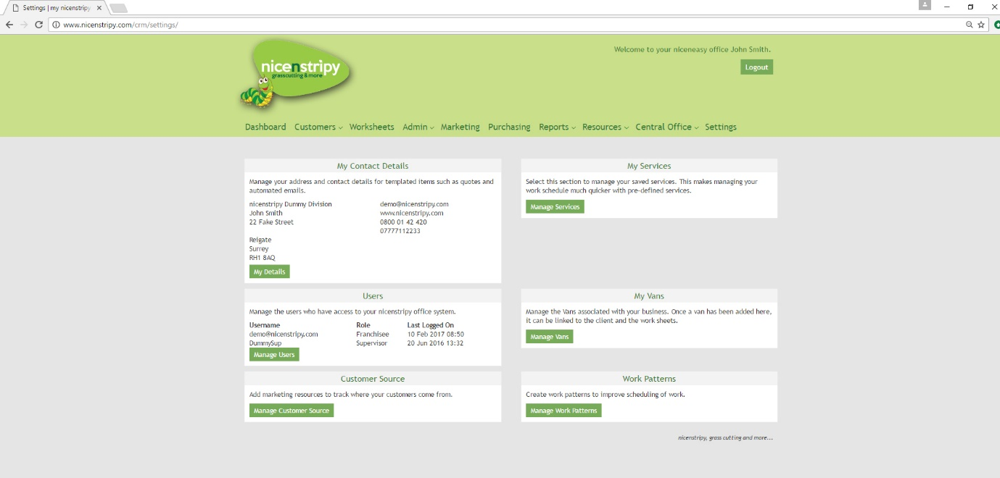 Settings | my nicenstripy
www.nicenstripy.com/crm/settings/
nicenstripy
grasscutting & more
Welcome to your niceneasy office John Smith.
Logout
Dashboard Customers Worksheets Admin Marketing Purchasing Reports Resources Central Office Settings
My Contact Details
Manage your address and contact details for templated items such as quotes and
automated emails.
nicenstripy Dummy Division demo@nicenstripy.com
John Smith www.nicenstripy.com
22 Fake Street 0800 01 42 420
07777112233
Reigate
Surrey
RH1 8AQ
My Details
My Services
Select this section to manage your saved services. This makes managing your
work schedule much quicker with pre-defined services.
Manage Services
Users
Manage the users who have access to your nicenstripy office system.
Username Role Last Logged On
demo@nicenstripy.com Franchisee 10 Feb 2017 08:50
DummySup Supervisor 20 Jun 2016 13:32
Manage Users
My Vans
Manage the Vans associated with your business. Once a van has been added here,
it can be linked to the client and the work sheets.
Manage Vans
Customer Source
Add marketing resources to track where your customers come from.
Manage Customer Source
Work Patterns
Create work patterns to improve scheduling of work.
Manage Work Patterns
nicenstripy, grass cutting and more...